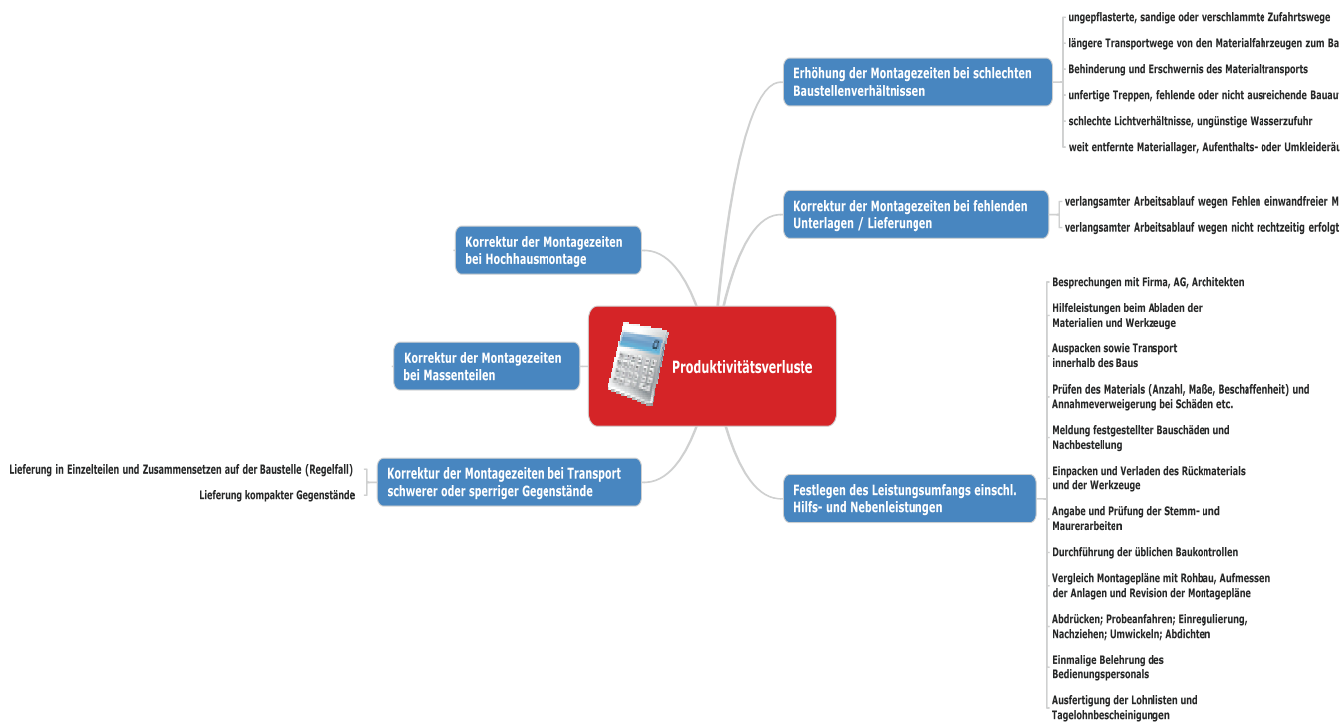 Produktivitätsverluste
Erhöhung der Montagezeiten bei schlechten
Baustellenverhältnissen
ungepflasterte, sandige oder verschlammte Zufahrtswege
längere Transportwege von den Materialfahrzeugen zum
Behinderung und Erschwernis des Materialtransports
unfertige Treppen, fehlende oder nicht ausreichende
schlechte Lichtverhältnisse, ungünstige Wasserzufuhr
weit entfernte Materiallager, Aufenthalts- oder
Korrektur der Montagezeiten bei fehlenden
Unterlagen / Lieferungen
verlangsamter Arbeitsablauf wegen Fehlen einwandfreier
verlangsamter Arbeitsablauf wegen nicht rechtzeitig erfolgt
Festlegen des Leistungsumfangs einschl.
Hilfs- und Nebenleistungen
Besprechungen mit Firma, AG, Architekten
Hilfeleistungen beim Abladen der
Materialien und Werkzeuge
Auspacken sowie Transport
innerhalb des Baus
Prüfen des Materials (Anzahl, Maße, Beschaffenheit) und
Annahmeverweigerung bei Schäden etc.
Meldung festgestellter Bauschäden und
Nachbestellung
Einpacken und Verladen des Rückmaterials
und der Werkzeuge
Angabe und Prüfung der Stemm- und
Maurerarbeiten
Durchführung der üblichen Baukontrollen
Vergleich Montagepläne mit Rohbau, Aufmessen
der Anlagen und Revision der Montagepläne
Abdrücken; Probeanfahren; Einregulierung,
Nachziehen; Umwickeln; Abdichten
Einmalige Belehrung des
Bedienungspersonals
Ausfertigung der Lohnlisten und
Tagelohnbescheinigungen
Korrektur der Montagezeiten
bei Hochhausmontage
Korrektur der Montagezeiten
bei Massenteilen
Korrektur der Montagezeiten bei Transport
schwerer oder sperriger Gegenstände
Lieferung in Einzelteilen und Zusammensetzen auf der Baustelle (Regelfall)
Lieferung kompakter Gegenstände